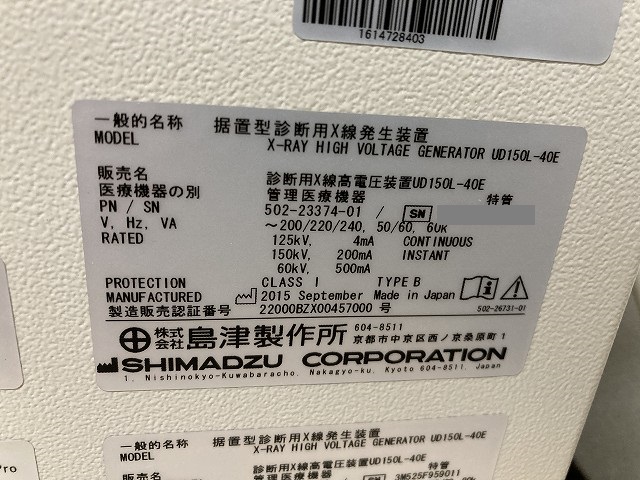 1614728403
一般的名称 据置型診断用X線発生装置
MODEL X-RAY HIGH VOLTAGE GENERATOR UD150L-40E
販売名 診断用X線高電圧装置UD150L-40E
医療機器の別 管理医療機器 特管
PN / SN 502-23374-01 / SN
V, Hz, VA ~200/220/240, 50/60, 60k
RATED 125kV, 4mA CONTINUOUS
150kV, 200mA INSTANT
60kV, 500mA
PROTECTION CLASS I TYPE B
MANUFACTURED 2015 September Made in Japan
製造販売認証番号 22000BZX00457000 号 502-26731-01
株式会社 島津製作所 604-8511 京都市中京区西ノ京桑原町1
SHIMADZU CORPORATION
1, Nishinokyo-Kuwabaracho, Nakagyo-ku, Kyoto 604-8511, Japan
Pro
一般的名称 据置型診断用X線発生装置
MODEL X-RAY HIGH VOLTAGE GENERATOR UD150L-40E
販売名 診断用X線高電圧装置UD150L-40E
特管
SN 3M525F959011